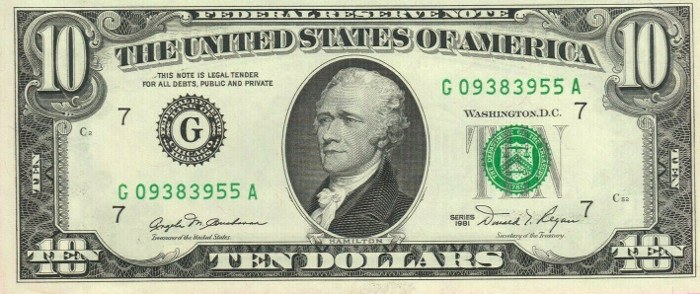 FEDERAL RESERVE NOTE
10 THE UNITED STATES OF AMERICA 10
THIS NOTE IS LEGAL TENDER
FOR ALL DEBTS, PUBLIC AND PRIVATE
G 09383955 A
7
WASHINGTON, D.C.
7
G
CHICAGO
TEN
TEN
TEN
G 09383955 A
7
7
Angela M. Buchanan
Treasurer of the United States
SERIES
1981
Donald T. Regan
Secretary of the Treasury
HAMILTON
10 TEN
TEN DOLLARS
10 TEN